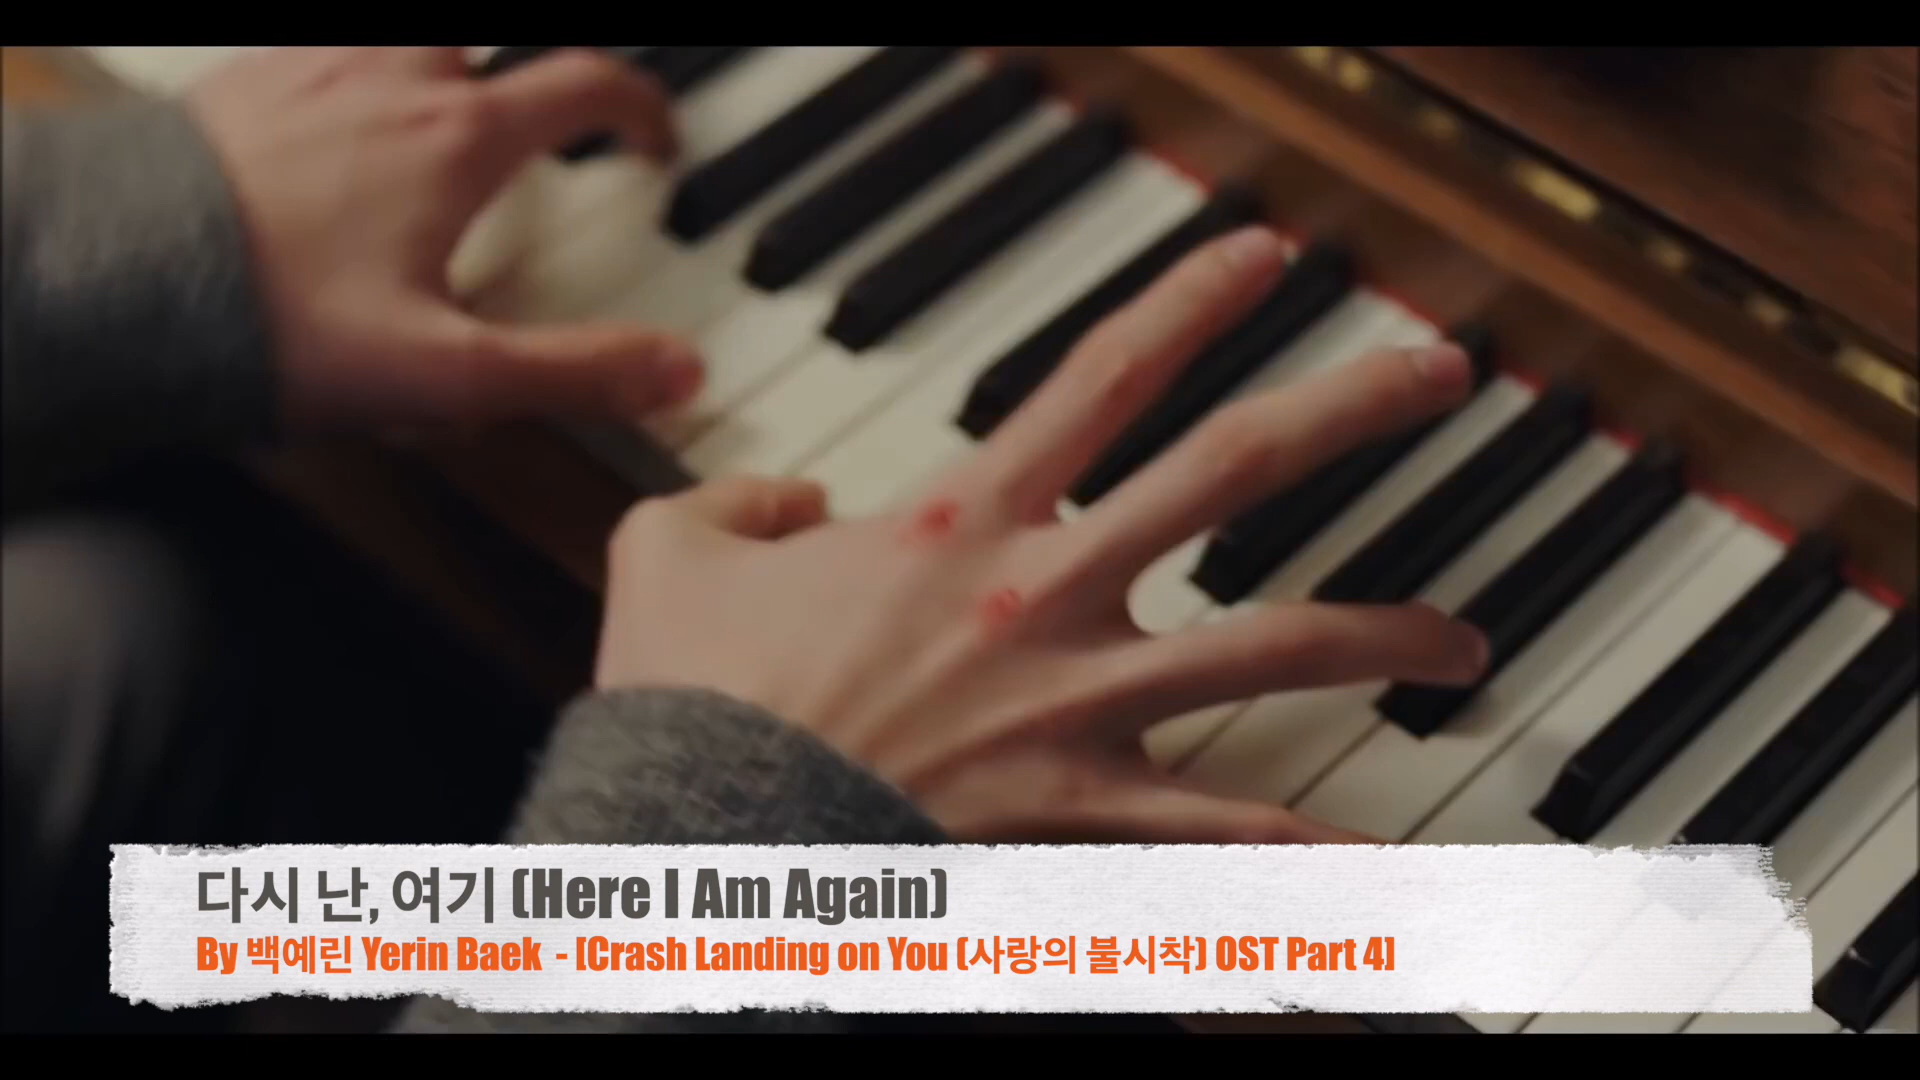 다시 난, 여기 (Here I Am Again)
By 백예린 Yerin Baek - [Crash Landing on You (사랑의 불시착) OST Part 4]